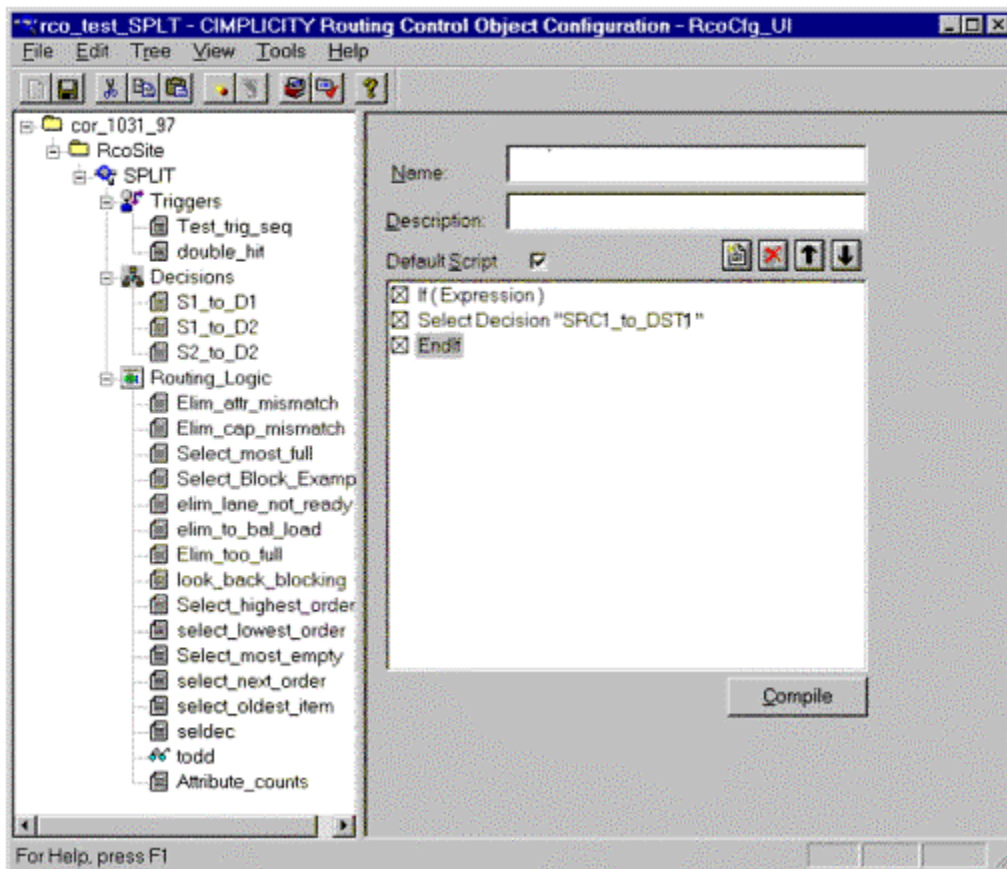 rco_test_SPLT - CIMPLICITY Routing Control Object Configuration - RcoCfg_UI
File Edit Tree View Tools Help
cor_1031_97
RcoSite
SPLIT
Triggers
Test_trig_seq
double_hit
Decisions
S1_to_D1
S1_to_D2
S2_to_D2
Routing_Logic
Elim_attr_mismatch
Elim_cap_mismatch
Select_most_full
Select_Block_Examp
elim_lane_not_ready
elim_to_bal_load
Elim_too_full
look_back_blocking
Select_highest_order
select_lowest_order
Select_most_empty
select_next_order
select_oldest_item
seldec
todd
Attribute_counts
Name:
Description:
Default Script
If ( Expression )
Select Decision "SRC1_to_DST1"
EndIf
Compile
For Help, press F1